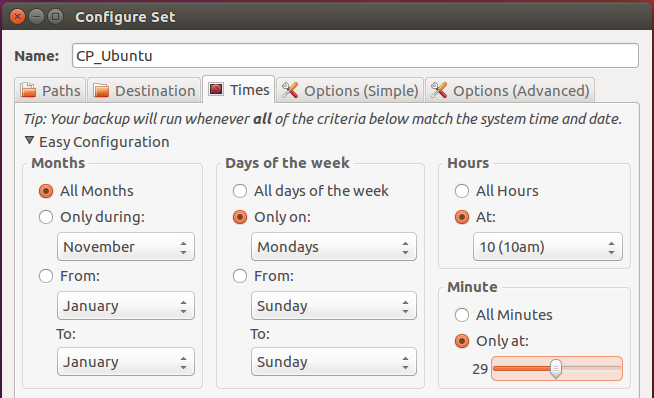 Configure Set
Name: CP_Ubuntu
Paths Destination Times Options (Simple) Options (Advanced)
Tip: Your backup will run whenever all of the criteria below match the system time and date.
Easy Configuration
Months
All Months
Only during:
November
From:
January
To:
January
Days of the week
All days of the week
Only on:
Mondays
From:
Sunday
To:
Sunday
Hours
All Hours
At:
10 (10am)
Minute
All Minutes
Only at:
29